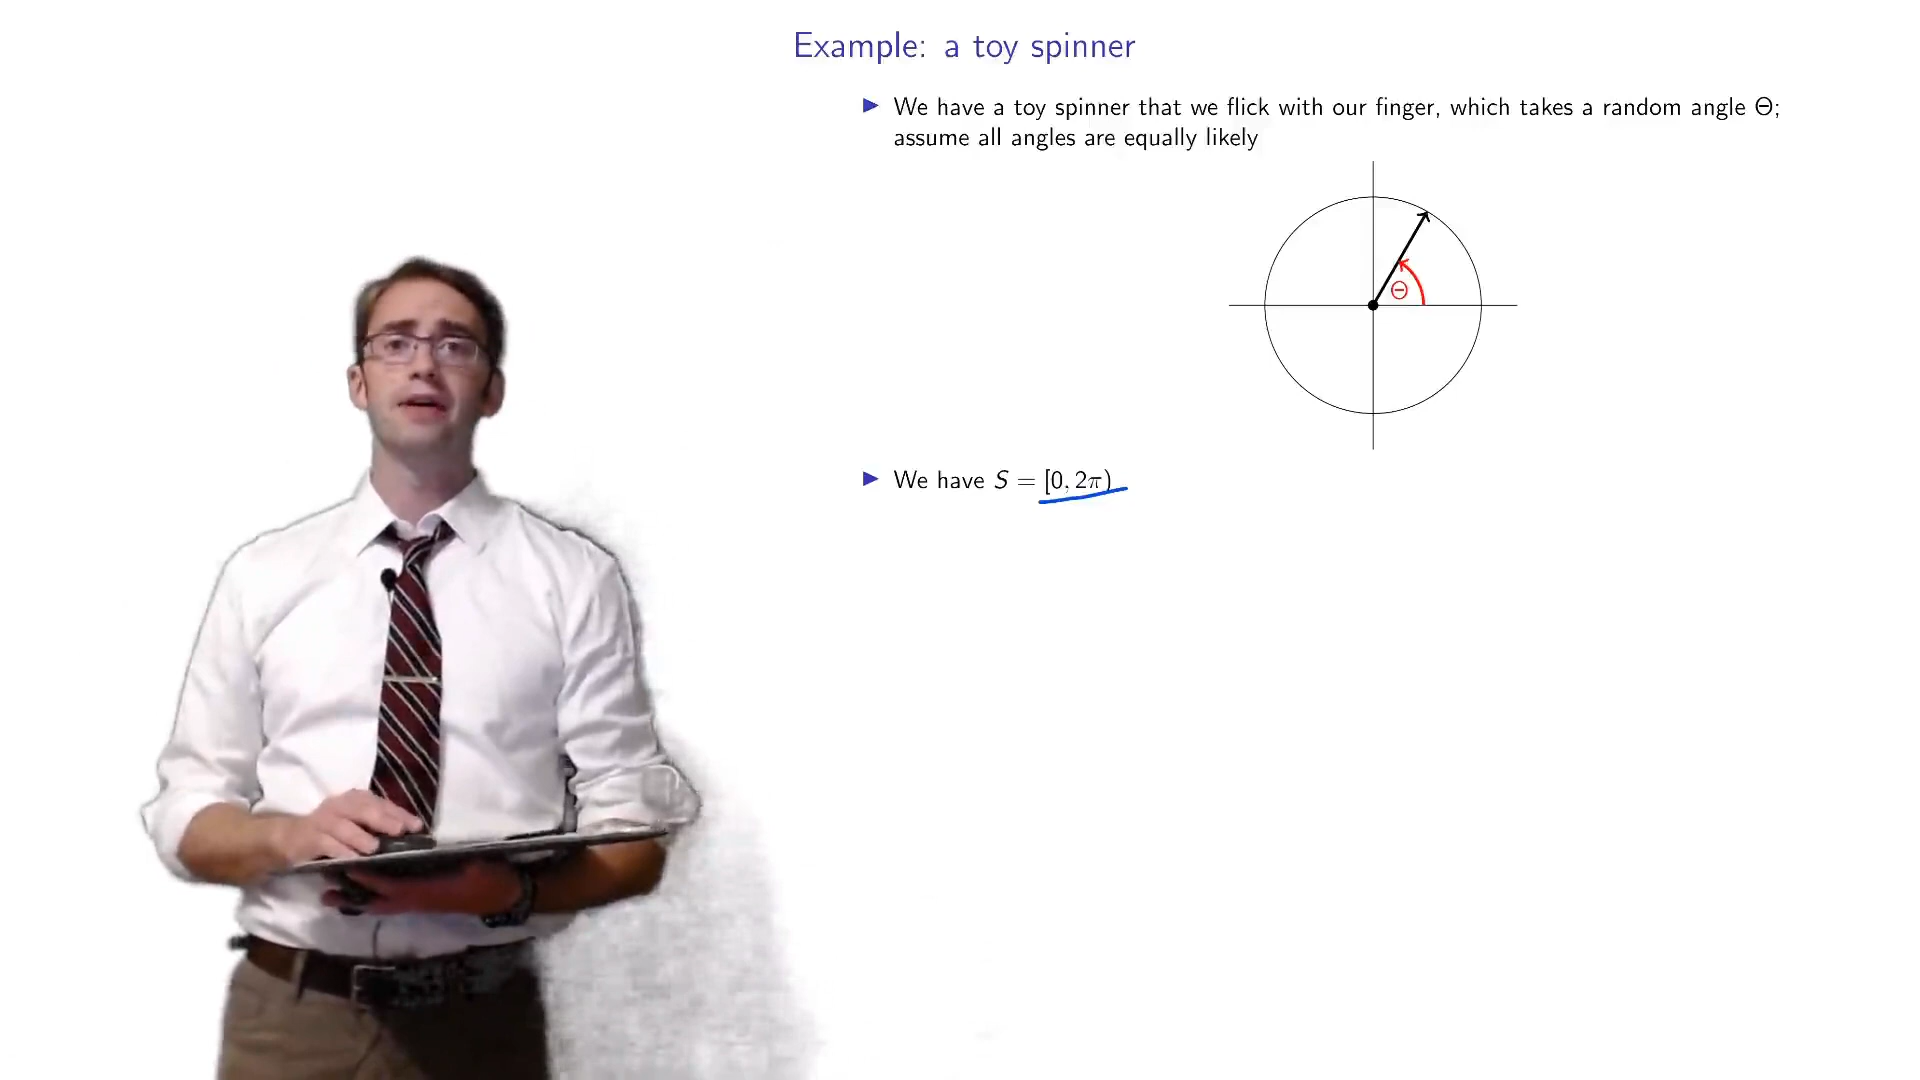 Example: a toy spinner
▶ We have a toy spinner that we flick with our finger, which takes a random angle Θ;
assume all angles are equally likely
Θ
▶ We have S = [0, 2π)